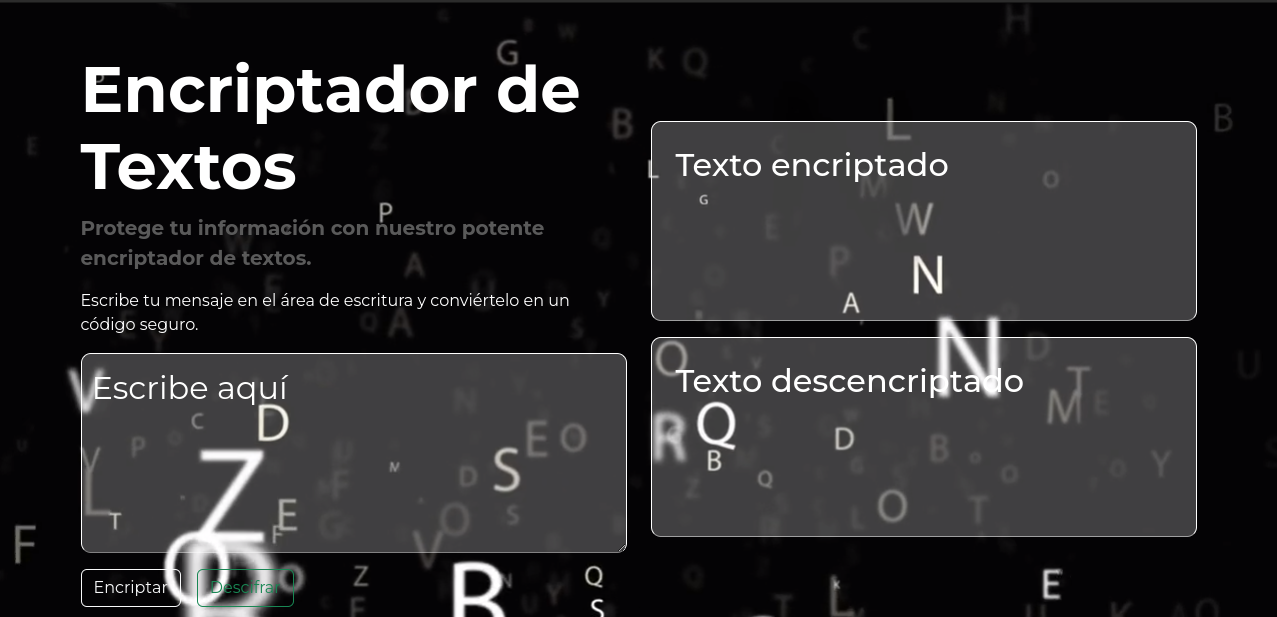 Encriptador de
Textos
Protege tu información con nuestro potente
encriptador de textos.
Escribe tu mensaje en el área de escritura y conviértelo en un
código seguro.
Escribe aquí
Encriptar
Descifrar
Texto encriptado
Texto descencriptado